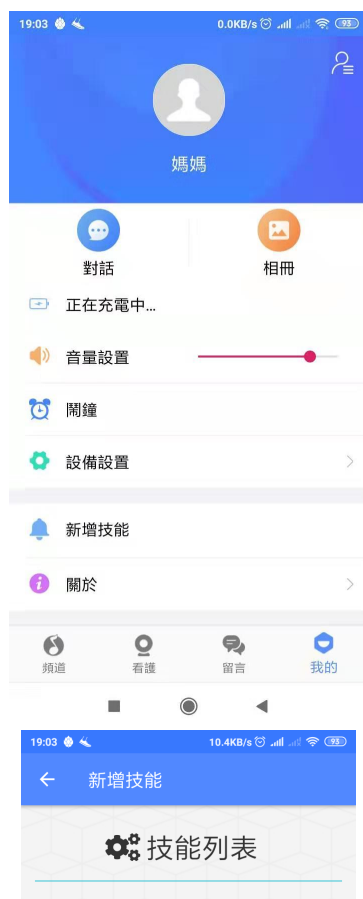 19:03 0.0KB/s 93
媽媽
對話 相冊
正在充電中...
音量設置
鬧鐘
設備設置
新增技能
關於
頻道 看護 留言 我的
19:03 10.4KB/s 93
新增技能
技能列表